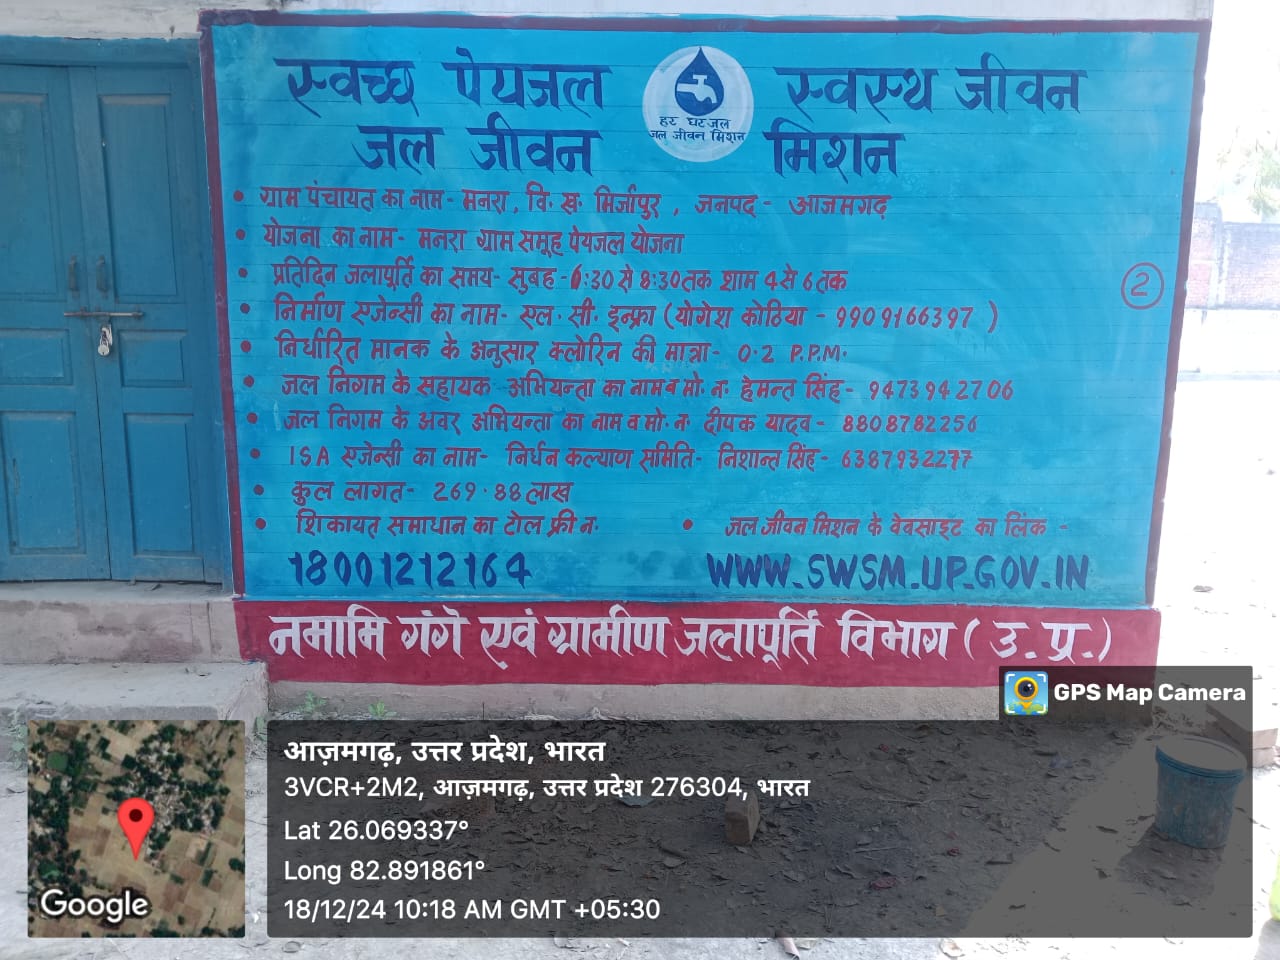 स्वच्छ पेयजल स्वस्थ जीवन
हर घर जल
जल जीवन मिशन
जल जीवन मिशन
• ग्राम पंचायत का नाम - मनरा, वि. ख. मिर्जापुर, जनपद - आजमगढ़
• योजना का नाम - मनरा ग्राम समूह पेयजल योजना
• प्रतिदिन जलापूर्ति का समय - सुबह - 6:30 से 8:30 तक शाम 4 से 6 तक
2
• निर्माण एजेन्सी का नाम - एल. सी. इन्फ्रा (योगेश कोठिया - 9909166397 )
• निर्धारित मानक के अनुसार क्लोरिन की मात्रा - 0.2 P.P.M.
• जल निगम के सहायक अभियन्ता का नाम व मो. न. हेमन्त सिंह - 9473942706
• जल निगम के अवर अभियन्ता का नाम व मो. न. दीपक यादव - 8808782256
• ISA एजेन्सी का नाम - निर्धन कल्याण समिति - निशान्त सिंह - 6387932277
• कुल लागत - 269.88 लाख
• शिकायत समाधान का टोल फ्री न.
18001212164
• जल जीवन मिशन के वेबसाइट का लिंक -
WWW.SWSM.UP.GOV.IN
नमामि गंगे एवं ग्रामीण जलापूर्ति विभाग (उ.प्र.)
GPS Map Camera
आज़मगढ़, उत्तर प्रदेश, भारत
3VCR+2M2, आज़मगढ़, उत्तर प्रदेश 276304, भारत
Lat 26.069337°
Long 82.891861°
18/12/24 10:18 AM GMT +05:30
Google